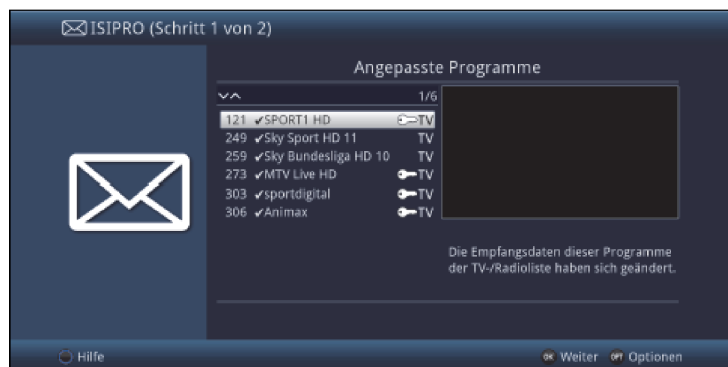 ISIPRO (Schritt 1 von 2)
Angepasste Programme
1/6
121 ✔SPORT1 HD TV
249 ✔Sky Sport HD 11 TV
259 ✔Sky Bundesliga HD 10 TV
273 ✔MTV Live HD TV
303 ✔sportdigital TV
306 ✔Animax TV
Die Empfangsdaten dieser Programme
der TV-/Radioliste haben sich geändert.
Hilfe
OK Weiter OPT Optionen